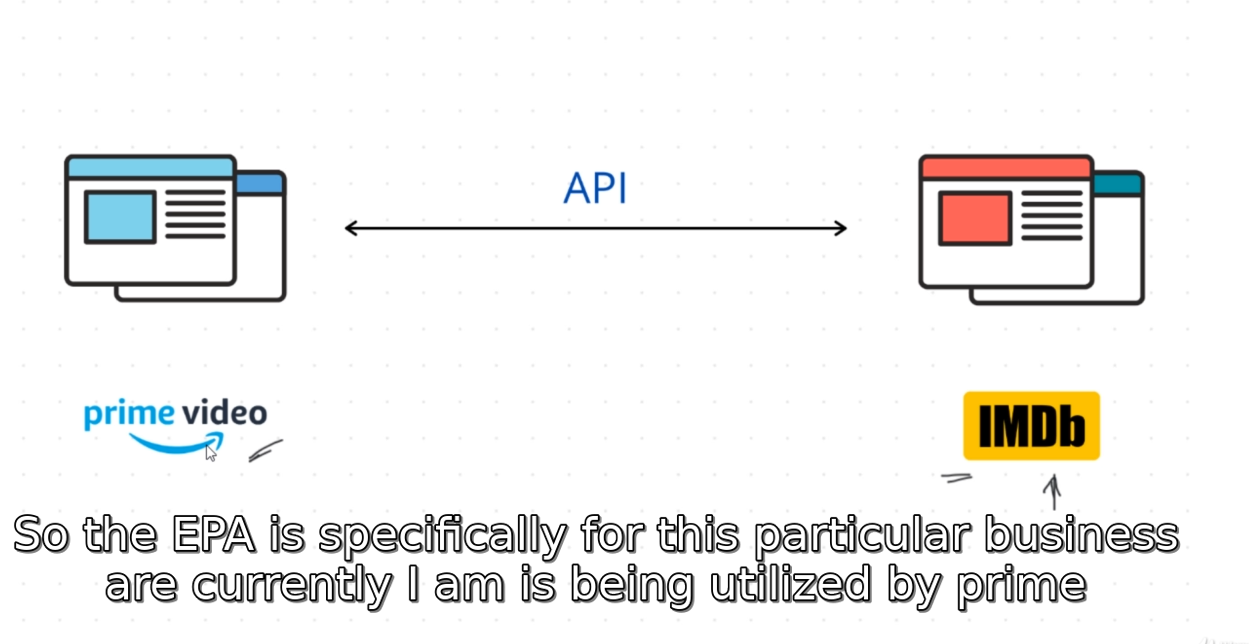 API
prime video
IMDb
So the EPA is specifically for this particular business
are currently I am is being utilized by prime